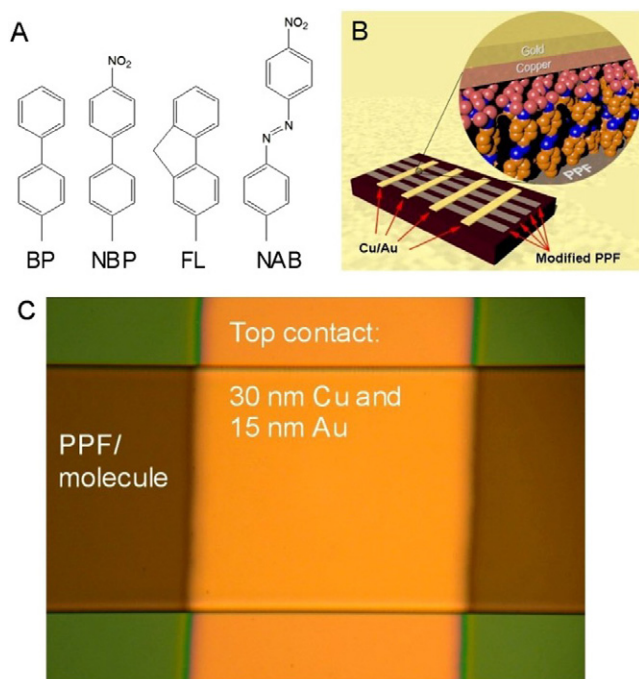 A
NO₂
NO₂
N
N
BP
NBP
FL
NAB
B
Gold
Copper
PPF
Cu/Au
Modified PPF
C
Top contact:
30 nm Cu and
15 nm Au
PPF/
molecule